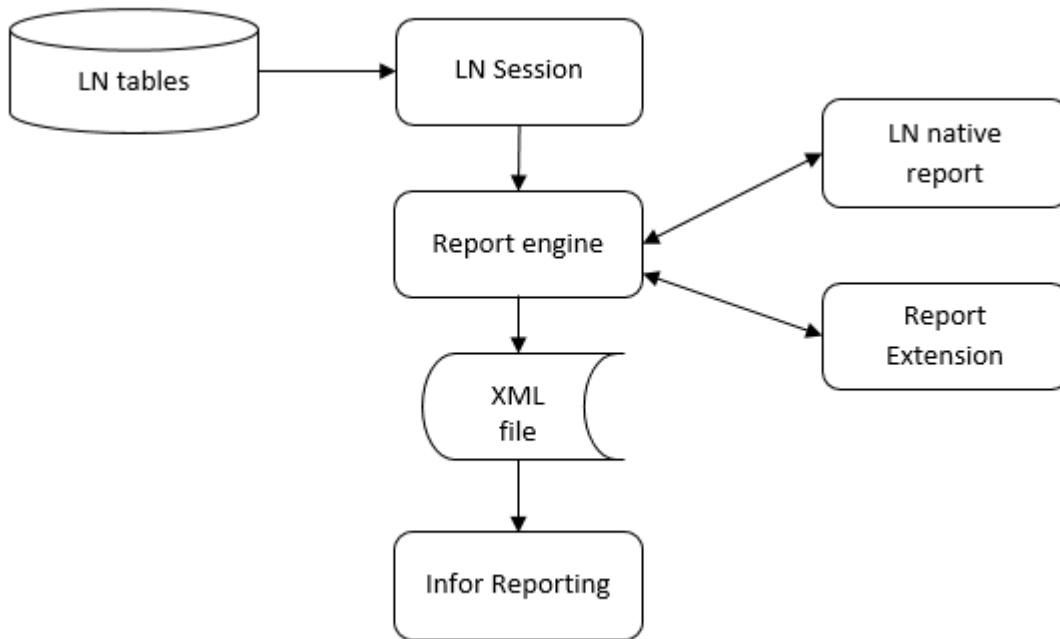 LN tables
LN Session
LN native
report
Report engine
Report
Extension
XML
file
Infor Reporting